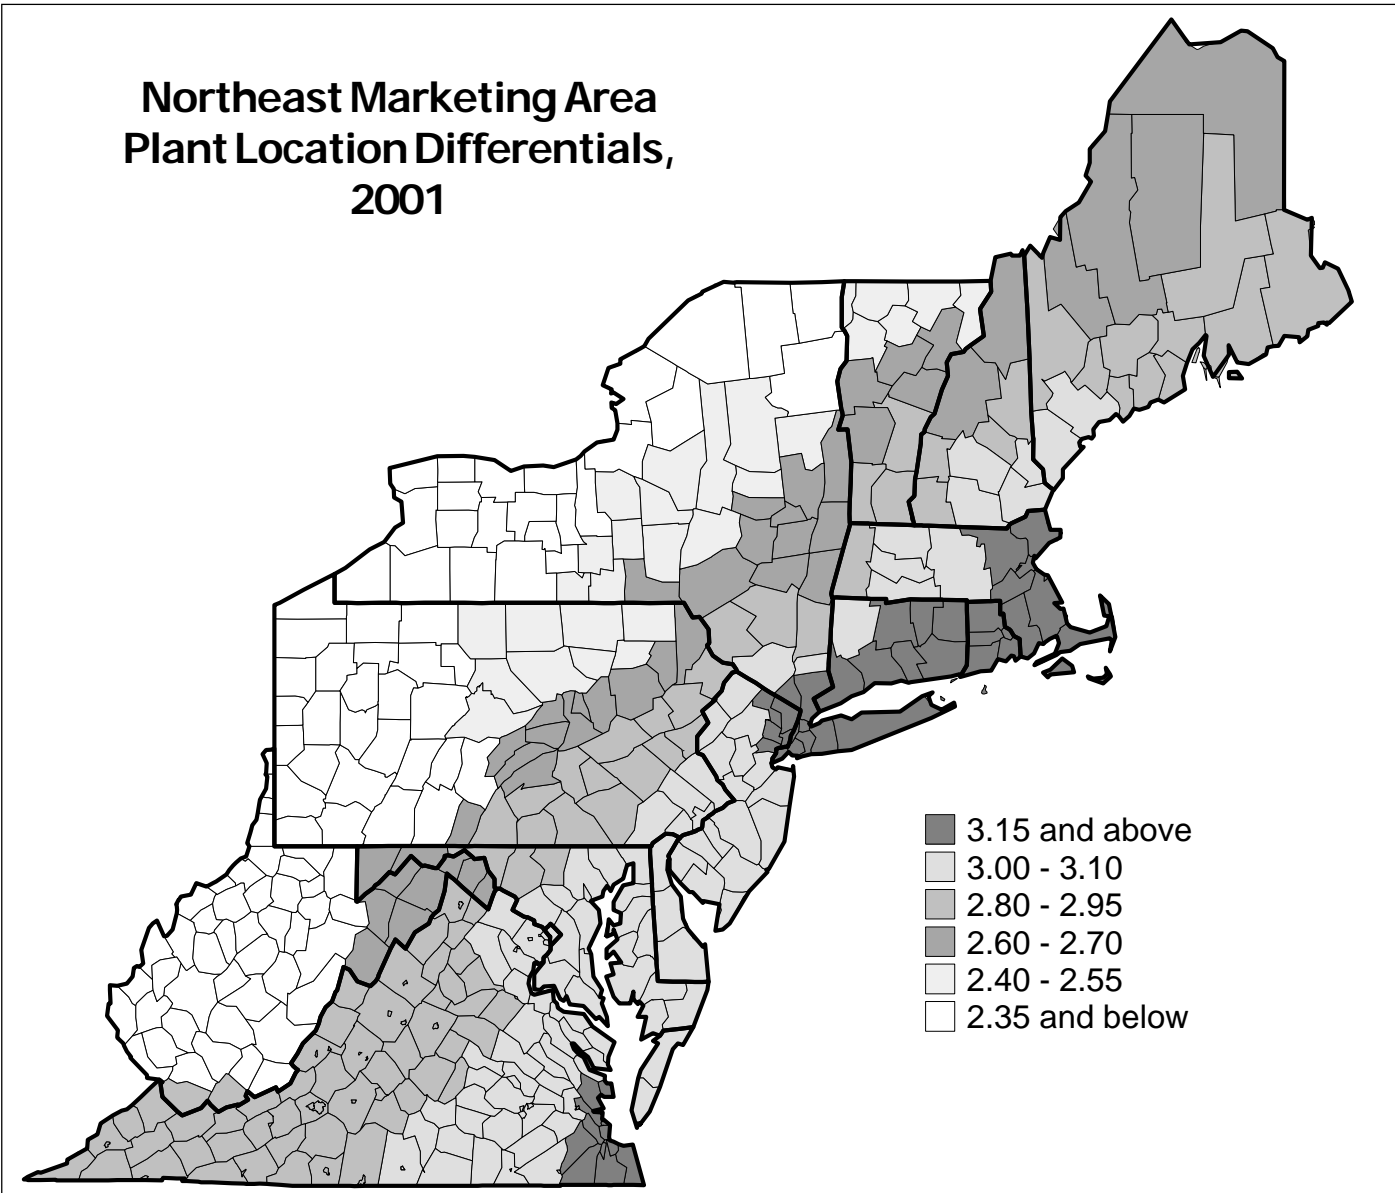 Northeast Marketing Area
Plant Location Differentials,
2001
3.15 and above
3.00 - 3.10
2.80 - 2.95
2.60 - 2.70
2.40 - 2.55
2.35 and below